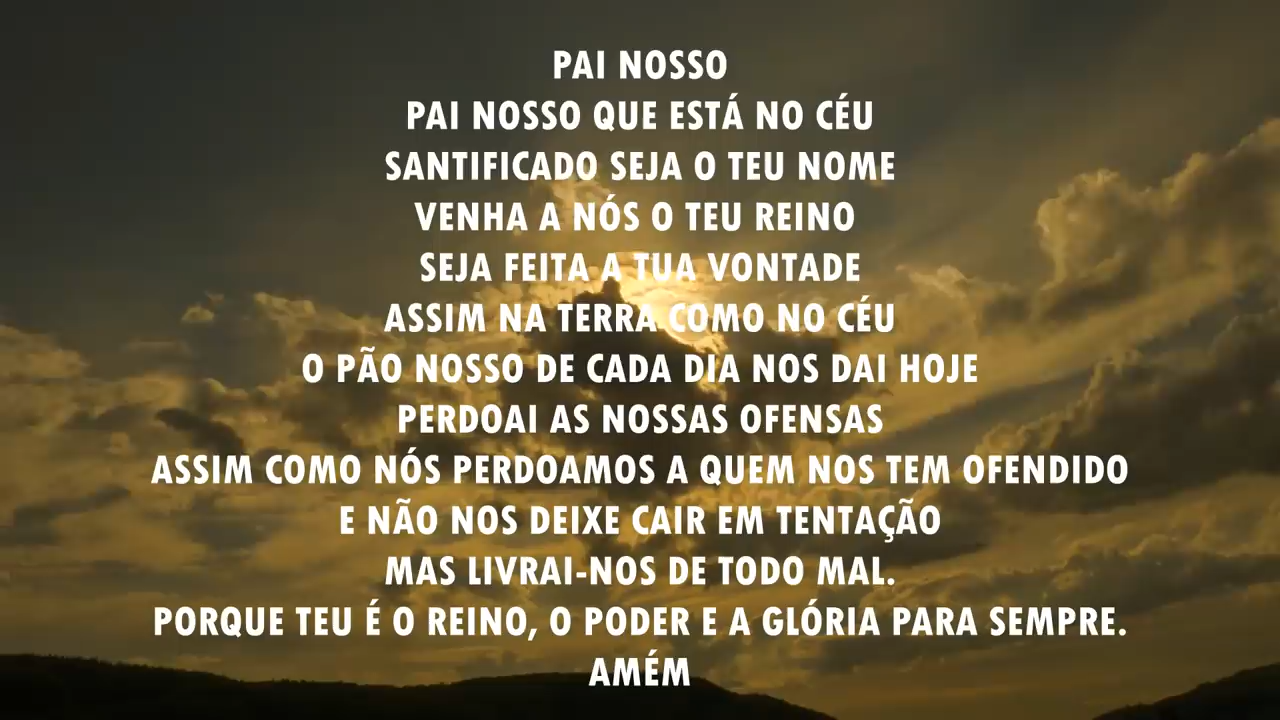 PAI NOSSO
PAI NOSSO QUE ESTÁ NO CÉU
SANTIFICADO SEJA O TEU NOME
VENHA A NÓS O TEU REINO
SEJA FEITA A TUA VONTADE
ASSIM NA TERRA COMO NO CÉU
O PÃO NOSSO DE CADA DIA NOS DAI HOJE
PERDOAI AS NOSSAS OFENSAS
ASSIM COMO NÓS PERDOAMOS A QUEM NOS TEM OFENDIDO
E NÃO NOS DEIXE CAIR EM TENTAÇÃO
MAS LIVRAI-NOS DE TODO MAL.
PORQUE TEU É O REINO, O PODER E A GLÓRIA PARA SEMPRE.
AMÉM